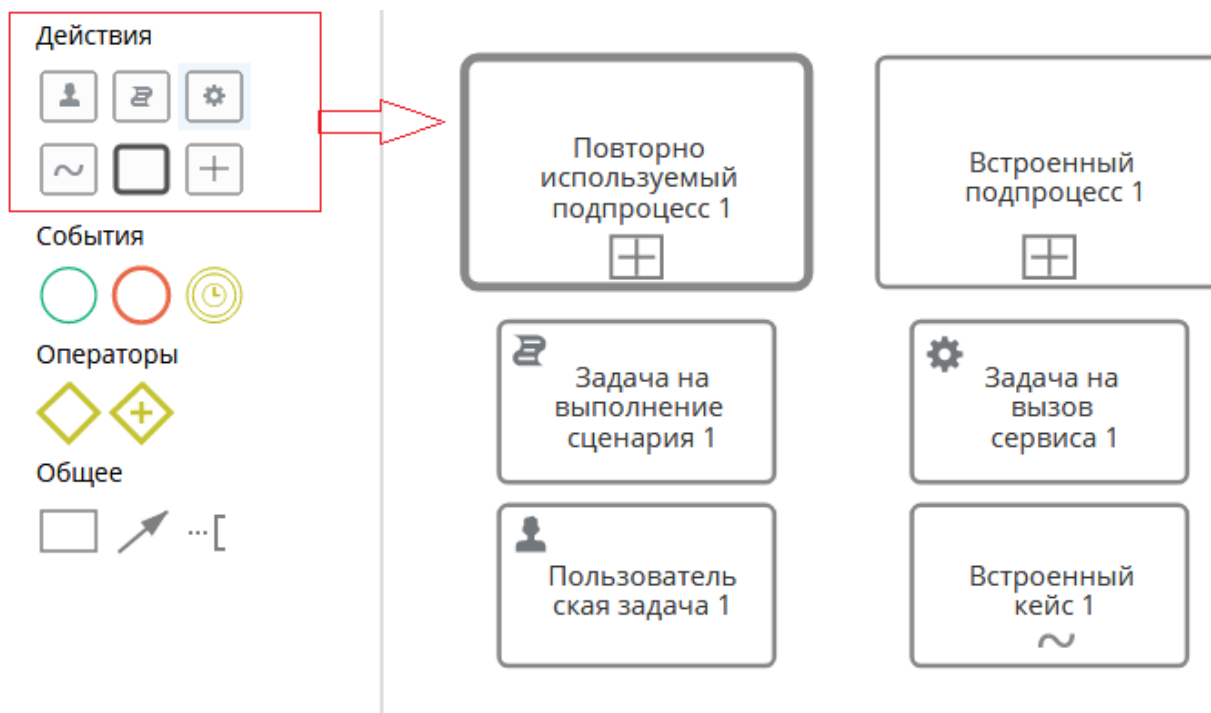 Действия
События
Операторы
Общее
Повторно
используемый
подпроцесс 1
Встроенный
подпроцесс 1
Задача на
выполнение
сценария 1
Задача на
вызов
сервиса 1
Пользователь
ская задача 1
Встроенный
кейс 1